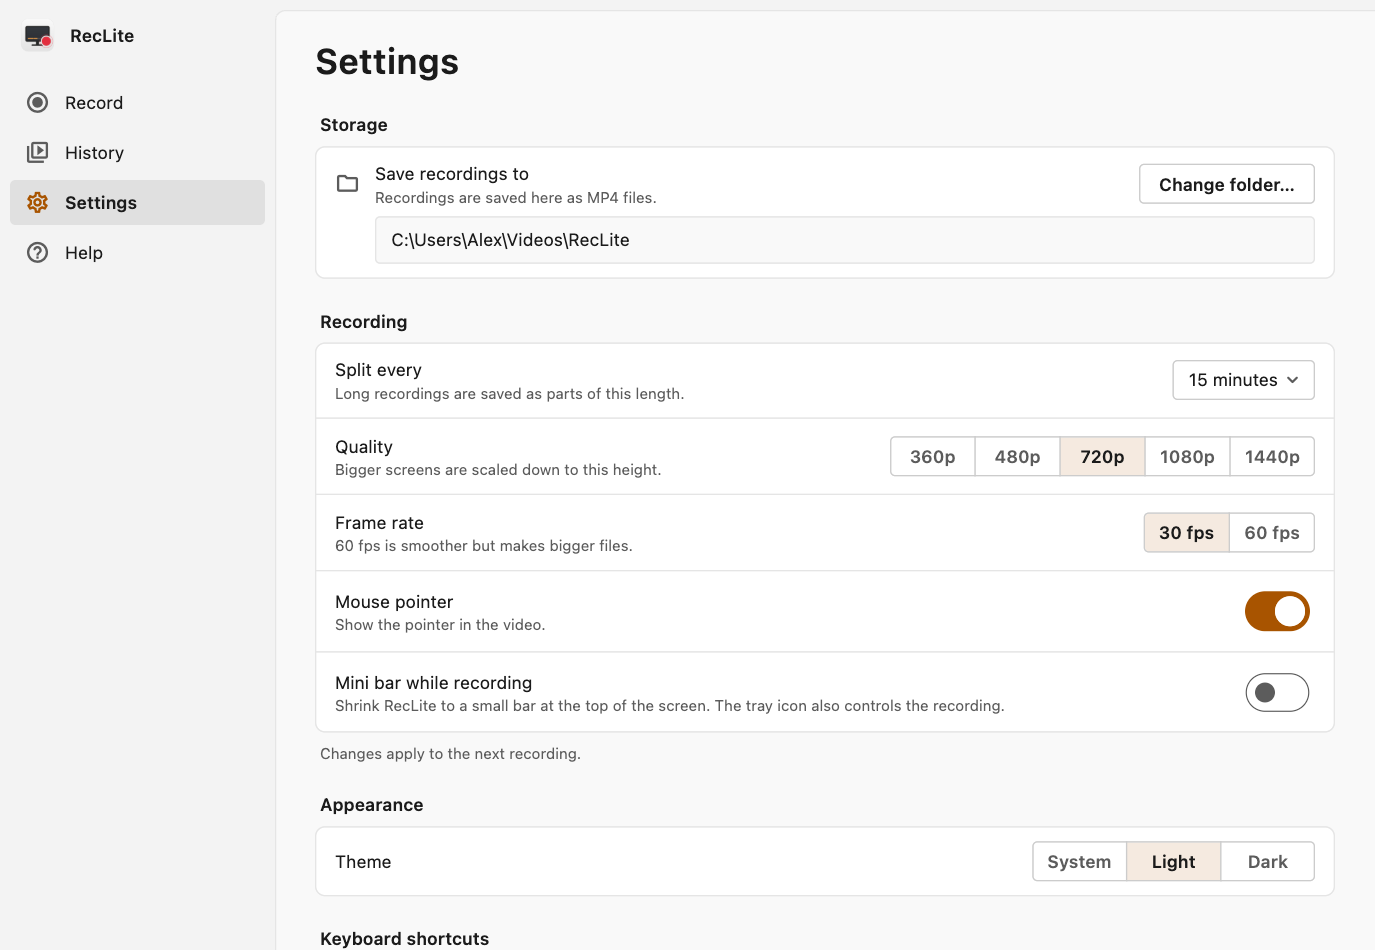 RecLite
Record
History
Settings
Help
Settings
Storage
Save recordings to
Recordings are saved here as MP4 files.
Change folder...
C:\Users\Alex\Videos\RecLite
Recording
Split every
Long recordings are saved as parts of this length.
15 minutes
Quality
Bigger screens are scaled down to this height.
360p 480p 720p 1080p 1440p
Frame rate
60 fps is smoother but makes bigger files.
30 fps 60 fps
Mouse pointer
Show the pointer in the video.
Mini bar while recording
Shrink RecLite to a small bar at the top of the screen. The tray icon also controls the recording.
Changes apply to the next recording.
Appearance
Theme
System Light Dark
Keyboard shortcuts